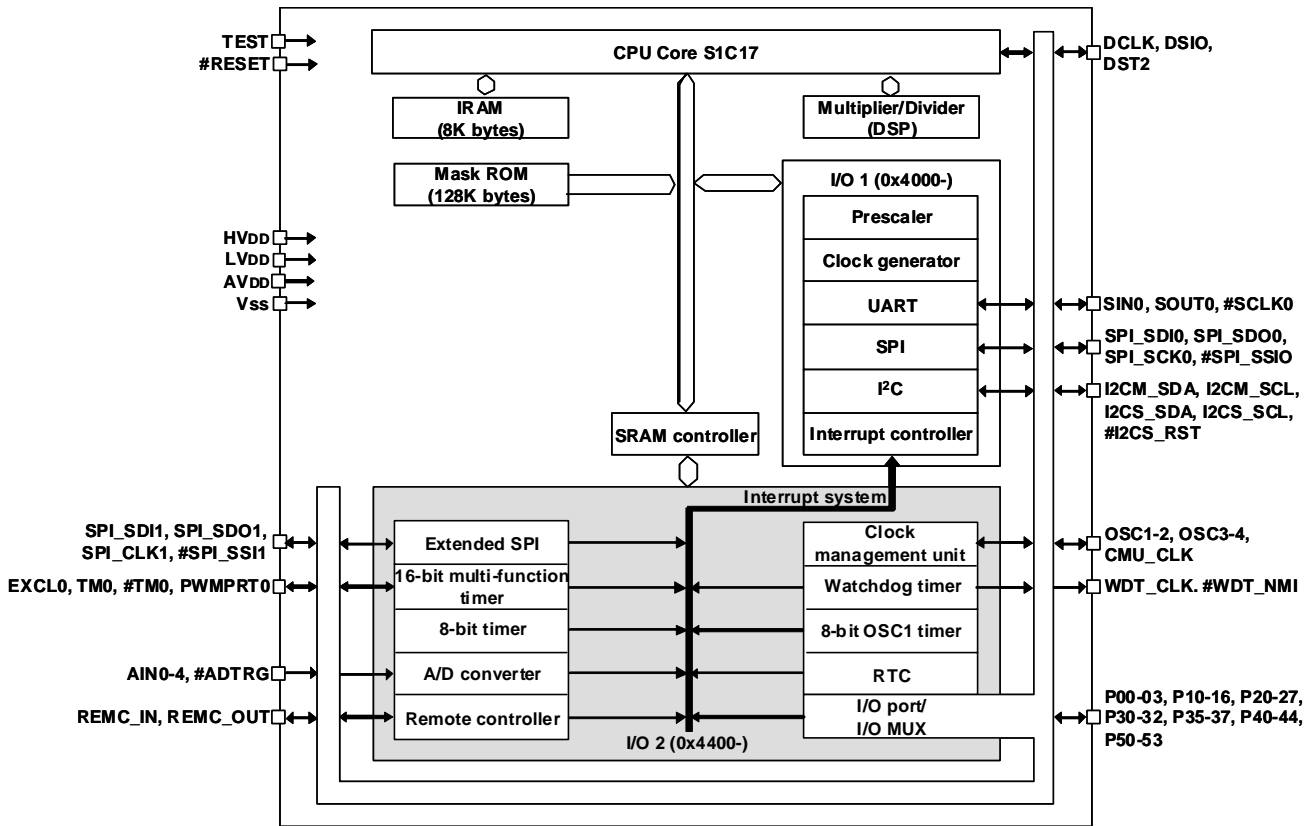 TEST
#RESET
CPU Core S1C17
DCLK, DSIO,
DST2
IRAM
(8K bytes)
Multiplier/Divider
(DSP)
Mask ROM
(128K bytes)
I/O 1 (0x4000-)
Prescaler
Clock generator
UART
SPI
I²C
Interrupt controller
HVDD
LVDD
AVDD
Vss
SIN0, SOUT0, #SCLK0
SPI_SDI0, SPI_SDO0,
SPI_SCK0, #SPI_SSIO
I2CM_SDA, I2CM_SCL,
I2CS_SDA, I2CS_SCL,
#I2CS_RST
SRAM controller
Interrupt system
SPI_SDI1, SPI_SDO1,
SPI_CLK1, #SPI_SSI1
EXCL0, TM0, #TM0, PWMPRT0
AIN0-4, #ADTRG
REMC_IN, REMC_OUT
Extended SPI
16-bit multi-function
timer
8-bit timer
A/D converter
Remote controller
I/O 2 (0x4400-)
Clock
management unit
Watchdog timer
8-bit OSC1 timer
RTC
I/O port/
I/O MUX
OSC1-2, OSC3-4,
CMU_CLK
WDT_CLK. #WDT_NMI
P00-03, P10-16, P20-27,
P30-32, P35-37, P40-44,
P50-53